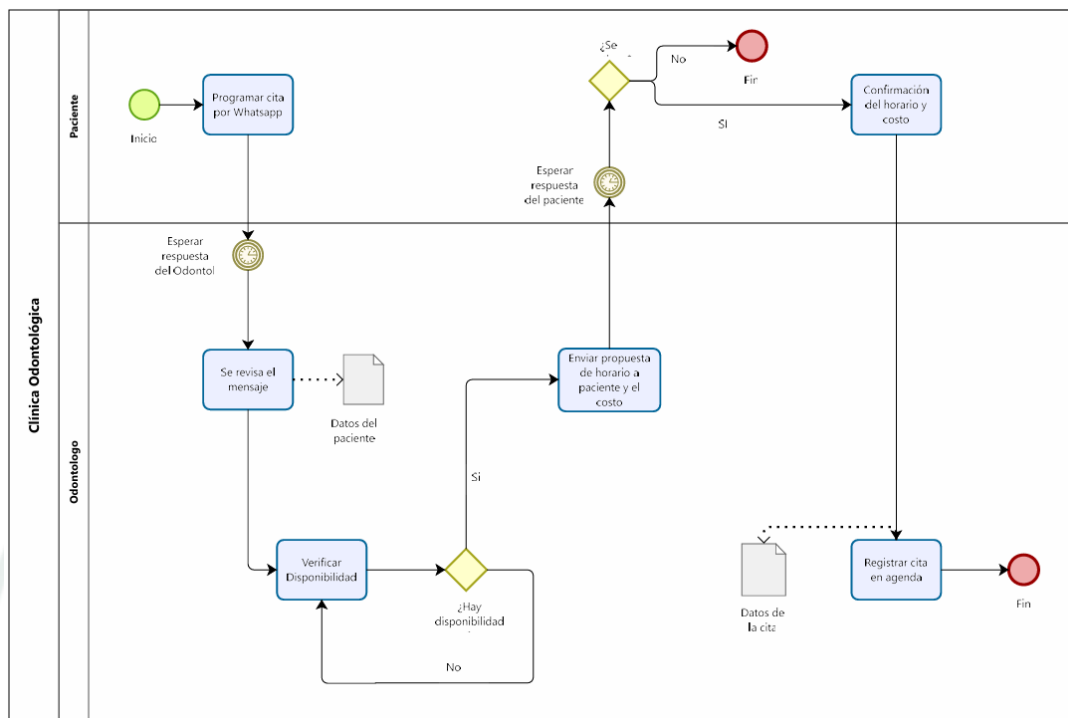 Clínica Odontológica
Paciente
Inicio
Programar cita
por Whatsapp
¿Se
No
Fin
SI
Confirmación
del horario y
costo
Esperar
respuesta
del paciente
Odontologo
Esperar
respuesta
del Odontol
Se revisa el
mensaje
Datos del
paciente
Enviar propuesta
de horario a
paciente y el
costo
Si
Verificar
Disponibilidad
¿Hay
disponibilidad
No
Datos de
la cita
Registrar cita
en agenda
Fin